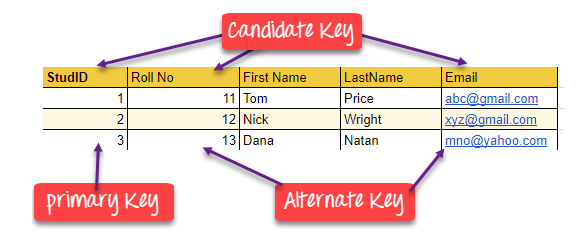 Candidate Key
StudID Roll No First Name LastName Email
1 11 Tom Price abc@gmail.com
2 12 Nick Wright xyz@gmail.com
3 13 Dana Natan mno@yahoo.com
primary Key Alternate Key